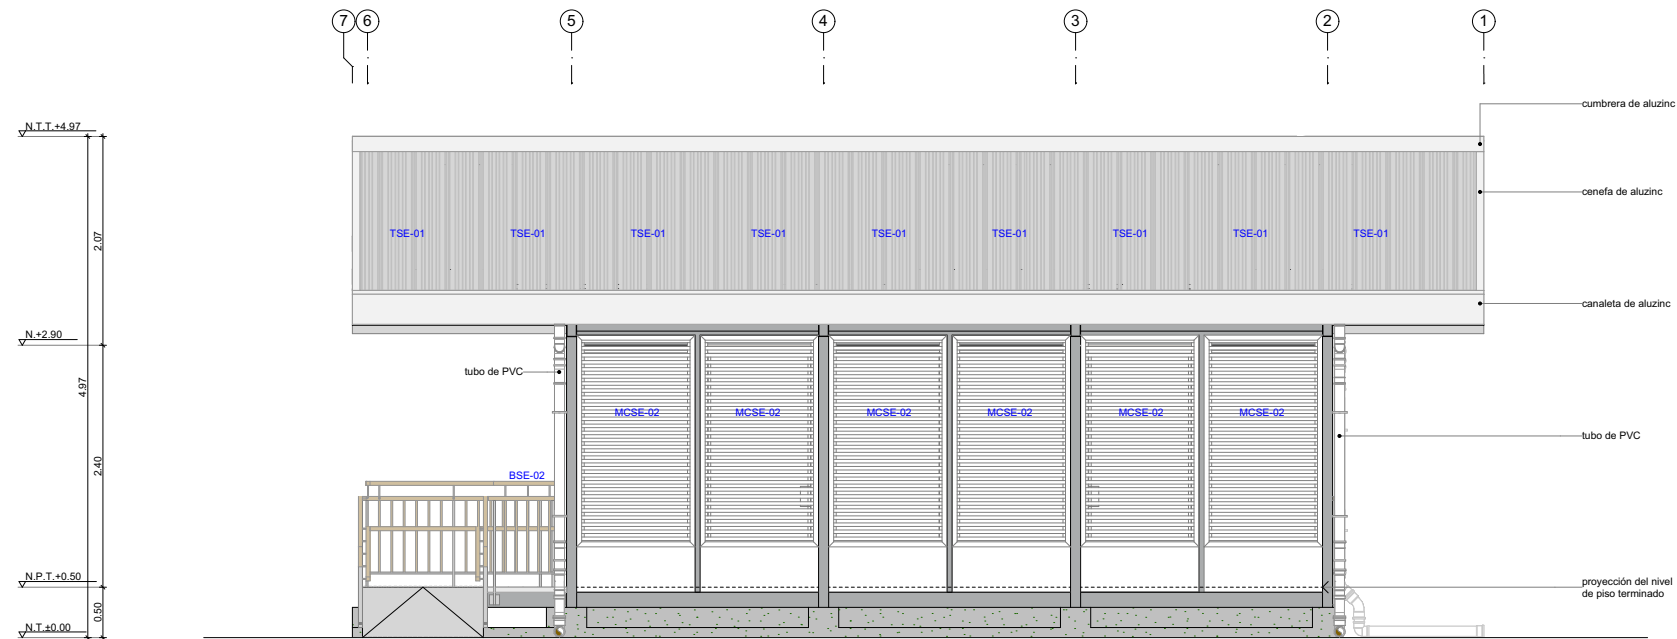 7 6 5 4 3 2 1
cumbrera de aluzinc
N.T.T.+4.97
cenefa de aluzinc
TSE-01 TSE-01 TSE-01 TSE-01 TSE-01 TSE-01 TSE-01 TSE-01 TSE-01
2.07
canaleta de aluzinc
N.+2.90
tubo de PVC
4.97
MCSE-02 MCSE-02 MCSE-02 MCSE-02 MCSE-02 MCSE-02
tubo de PVC
2.40
BSE-02
N.P.T.+0.50
proyección del nivel
de piso terminado
0.50
N.T.±0.00